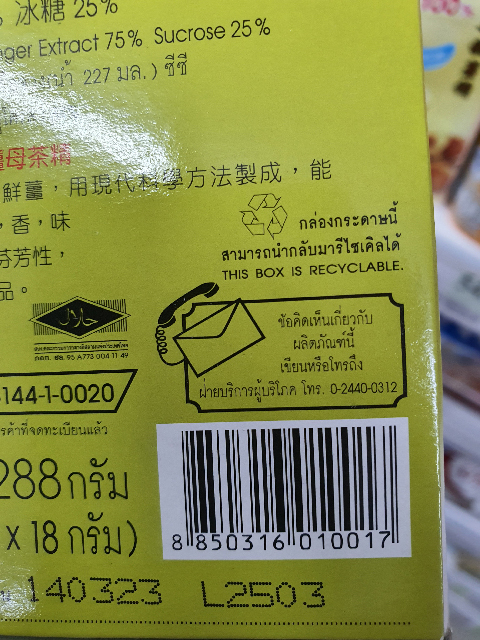 冰糖 25%
Extract 75% Sucrose 25%
227 มล.) ซีซี
薑母茶精
鮮薑，用現代科學方法製成，能
，香，味
芬芳性，
品。
กล่องกระดาษนี้
สามารถนำกลับมารีไซเคิลได้
THIS BOX IS RECYCLABLE.
حلال
กอท. ฮล. 95 A773 004 11 49
ข้อคิดเห็นเกี่ยวกับ
ผลิตภัณฑ์นี้
เขียนหรือโทรถึง
ฝ่ายบริการผู้บริโภค โทร. 0-2440-0312
144-1-0020
ค้าที่จดทะเบียนแล้ว
288 กรัม
x 18 กรัม)
8 850316 010017
140323 L2503